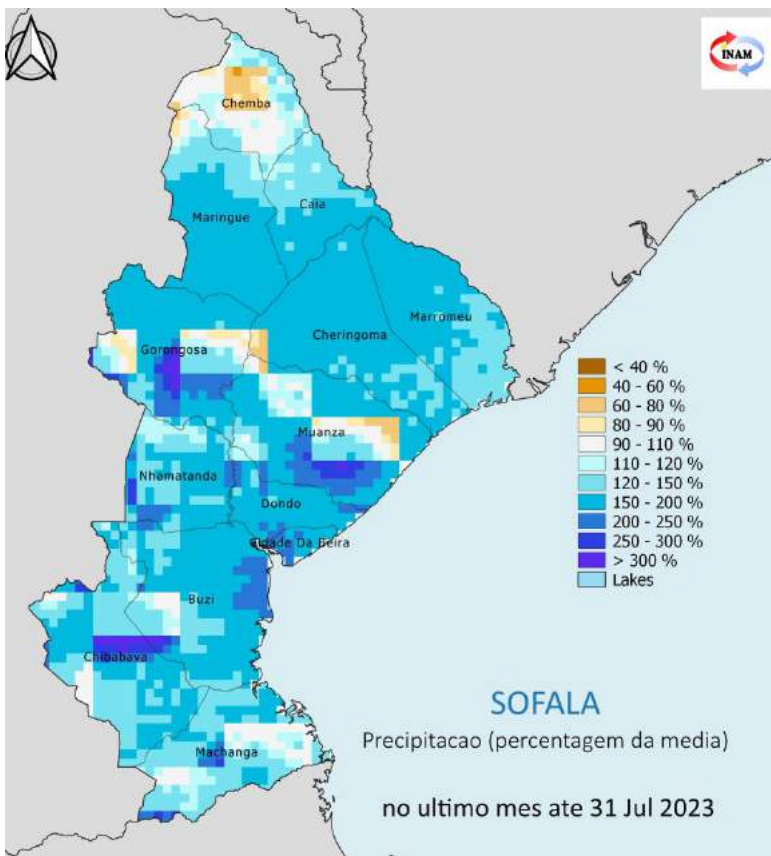 INAM
Chemba
Maringue
Caia
Marromeu
Cheringoma
Gorongosa
Muanza
Nhamatanda
Dondo
Cidade Da Beira
Buzi
Chibabava
Machanga
< 40 %
40 - 60 %
60 - 80 %
80 - 90 %
90 - 110 %
110 - 120 %
120 - 150 %
150 - 200 %
200 - 250 %
250 - 300 %
> 300 %
Lakes
SOFALA
Precipitacao (percentagem da media)
no ultimo mes ate 31 Jul 2023